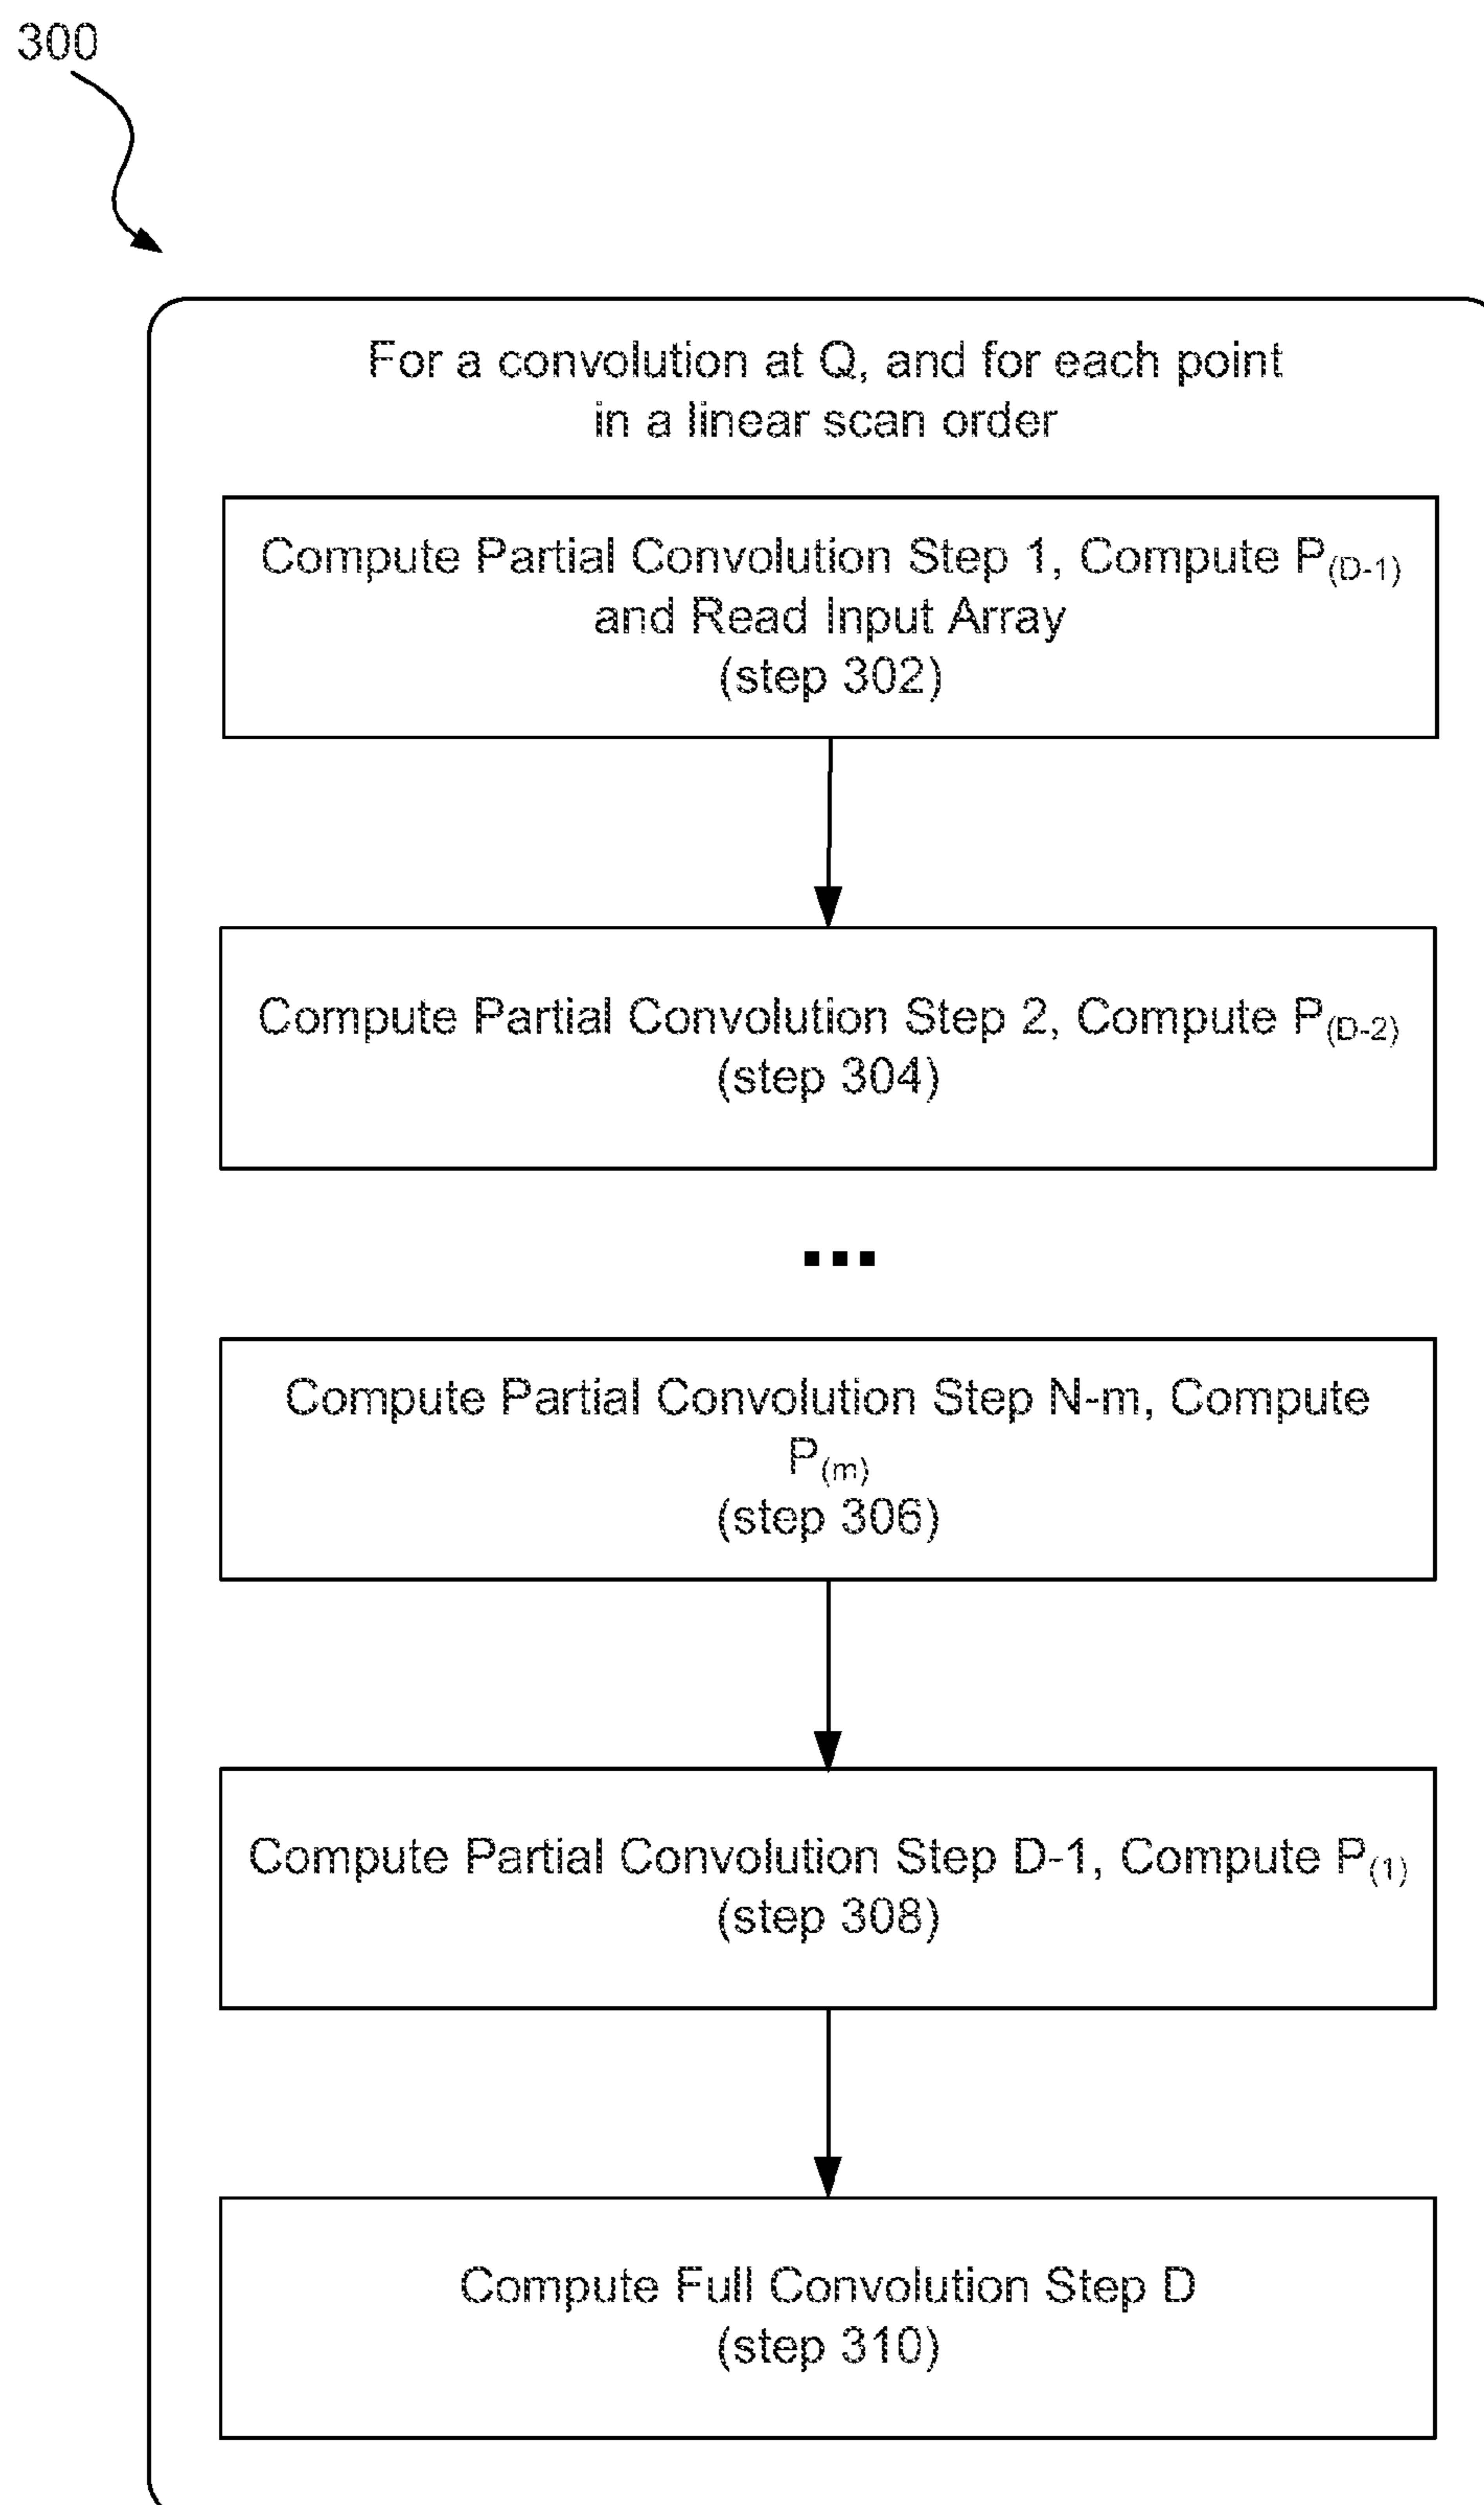 300
For a convolution at Q, and for each point
in a linear scan order
Compute Partial Convolution Step 1, Compute P(D-1)
and Read Input Array
(step 302)
Compute Partial Convolution Step 2, Compute P(D-2)
(step 304)
...
Compute Partial Convolution Step N-m, Compute
P(m)
(step 306)
Compute Partial Convolution Step D-1, Compute P(1)
(step 308)
Compute Full Convolution Step D
(step 310)